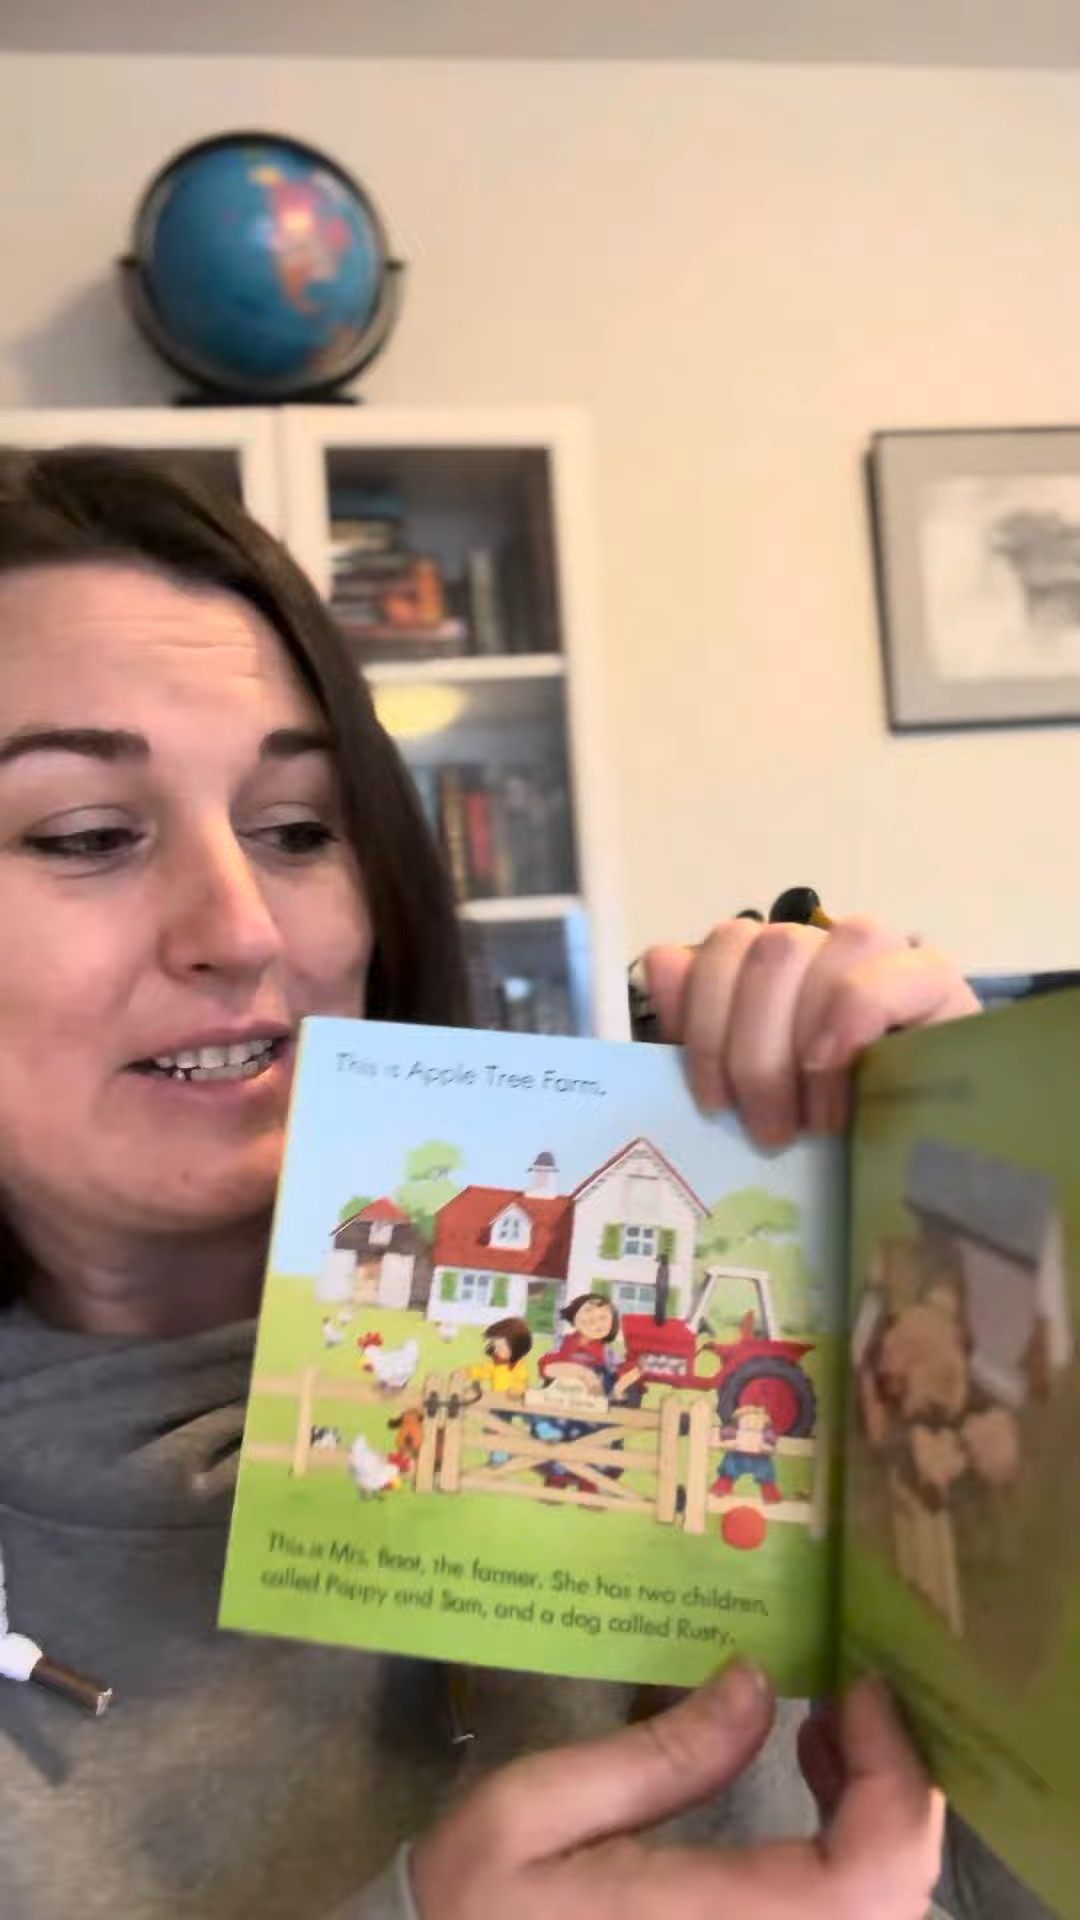 This is Apple Tree Farm.
This is Mrs. Boot, the farmer. She has two children,
called Poppy and Sam, and a dog called Rusty.